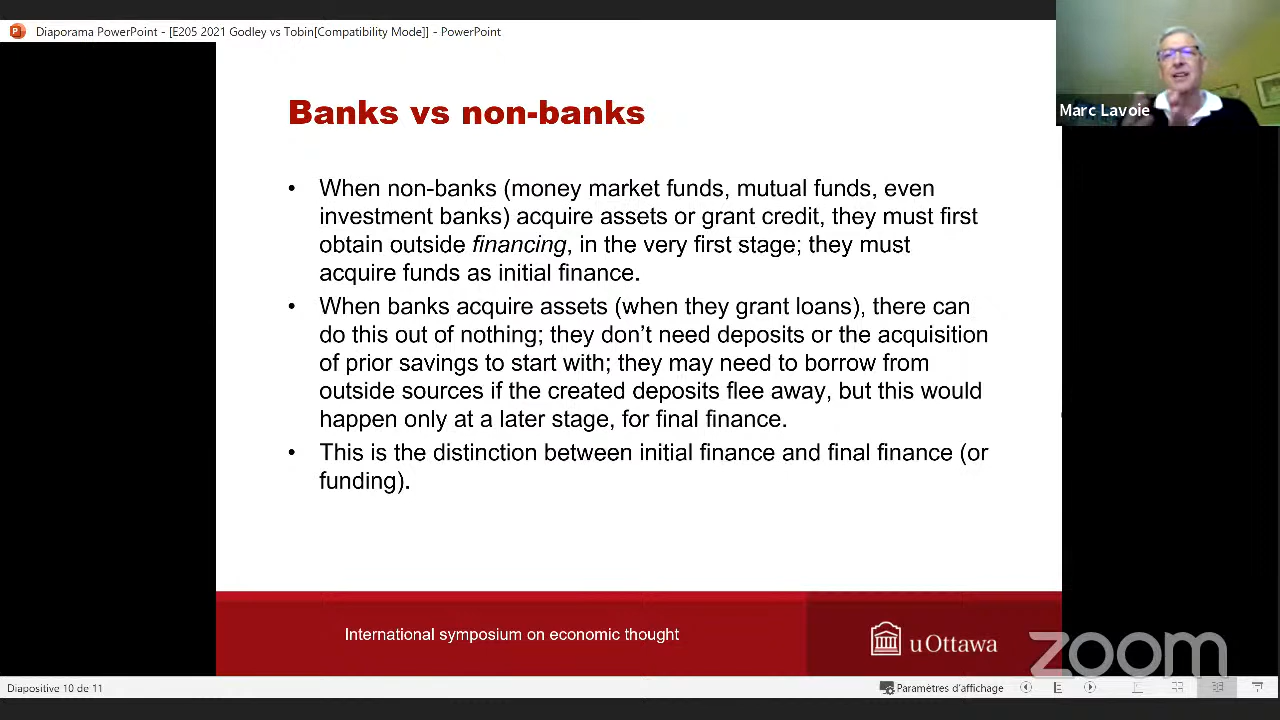 Diaporama PowerPoint - [E205 2021 Godley vs Tobin[Compatibility Mode]] - PowerPoint
Marc Lavoie
Banks vs non-banks
• When non-banks (money market funds, mutual funds, even
investment banks) acquire assets or grant credit, they must first
obtain outside financing, in the very first stage; they must
acquire funds as initial finance.
• When banks acquire assets (when they grant loans), there can
do this out of nothing; they don’t need deposits or the acquisition
of prior savings to start with; they may need to borrow from
outside sources if the created deposits flee away, but this would
happen only at a later stage, for final finance.
• This is the distinction between initial finance and final finance (or
funding).
International symposium on economic thought
uOttawa
zoom
Diapositive 10 de 11
Paramètres d'affichage